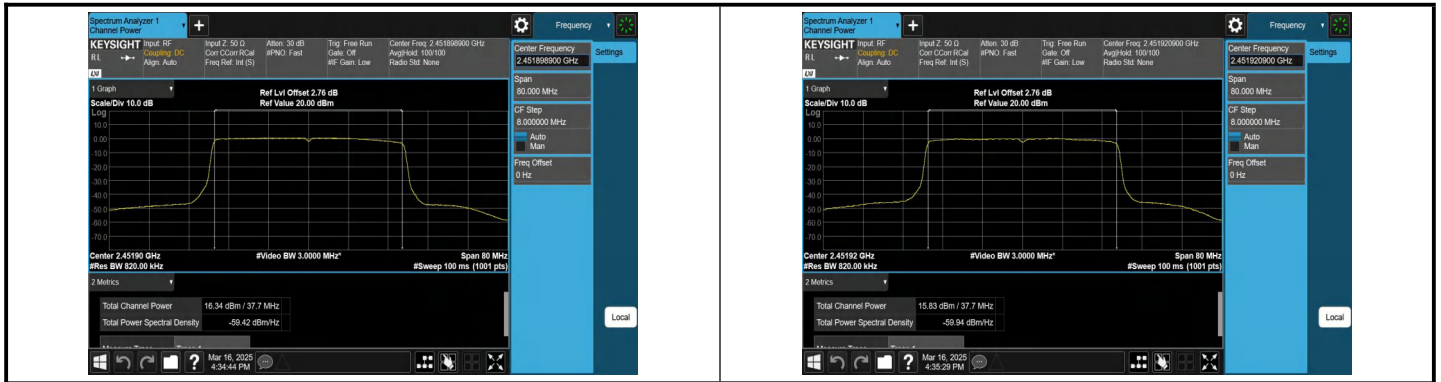 Spectrum Analyzer 1
Channel Power
+
Frequency
KEYSIGHT
Input: RF
Coupling: DC
Align: Auto
Input Z: 50 Ω
Corr CCorr RCal
Freq Ref: Int (S)
Atten: 30 dB
#PNO: Fast
Trig: Free Run
Gate: Off
#IF Gain: Low
Center Freq: 2.451898900 GHz
Avg|Hold: 100/100
Radio Std: None
Center Frequency
2.451898900 GHz
Settings
Span
80.000 MHz
CF Step
8.000000 MHz
Auto
Man
Freq Offset
0 Hz
1 Graph
Scale/Div 10.0 dB
Ref Lvl Offset 2.76 dB
Ref Value 20.00 dBm
Log
10.0
0.00
-10.0
-20.0
-30.0
-40.0
-50.0
-60.0
-70.0
Center 2.45190 GHz
#Video BW 3.0000 MHz*
Span 80 MHz
#Res BW 820.00 kHz
#Sweep 100 ms (1001 pts)
2 Metrics
Total Channel Power 16.34 dBm / 37.7 MHz
Total Power Spectral Density -59.42 dBm/Hz
Local
?
Mar 16, 2025
4:34:44 PM
Spectrum Analyzer 1
Channel Power
+
Frequency
KEYSIGHT
Input: RF
Coupling: DC
Align: Auto
Input Z: 50 Ω
Corr CCorr RCal
Freq Ref: Int (S)
Atten: 30 dB
#PNO: Fast
Trig: Free Run
Gate: Off
#IF Gain: Low
Center Freq: 2.451920900 GHz
Avg|Hold: 100/100
Radio Std: None
Center Frequency
2.451920900 GHz
Settings
Span
80.000 MHz
CF Step
8.000000 MHz
Auto
Man
Freq Offset
0 Hz
1 Graph
Scale/Div 10.0 dB
Ref Lvl Offset 2.76 dB
Ref Value 20.00 dBm
Log
10.0
0.00
-10.0
-20.0
-30.0
-40.0
-50.0
-60.0
-70.0
Center 2.45192 GHz
#Video BW 3.0000 MHz*
Span 80 MHz
#Res BW 820.00 kHz
#Sweep 100 ms (1001 pts)
2 Metrics
Total Channel Power 15.83 dBm / 37.7 MHz
Total Power Spectral Density -59.94 dBm/Hz
Local
?
Mar 16, 2025
4:35:29 PM